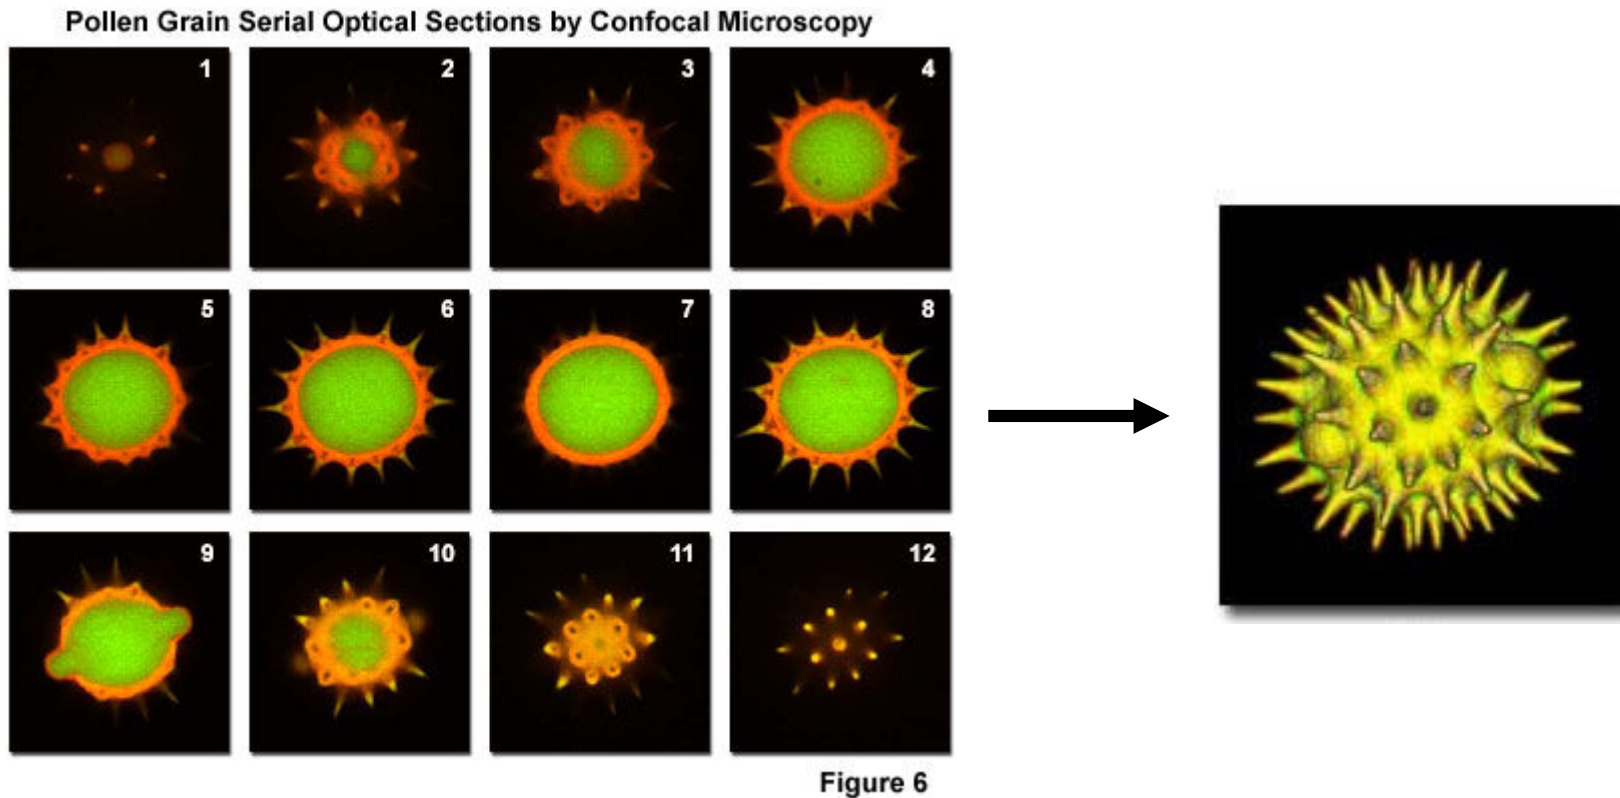 Pollen Grain Serial Optical Sections by Confocal Microscopy
1 2 3 4
5 6 7 8
9 10 11 12
Figure 6